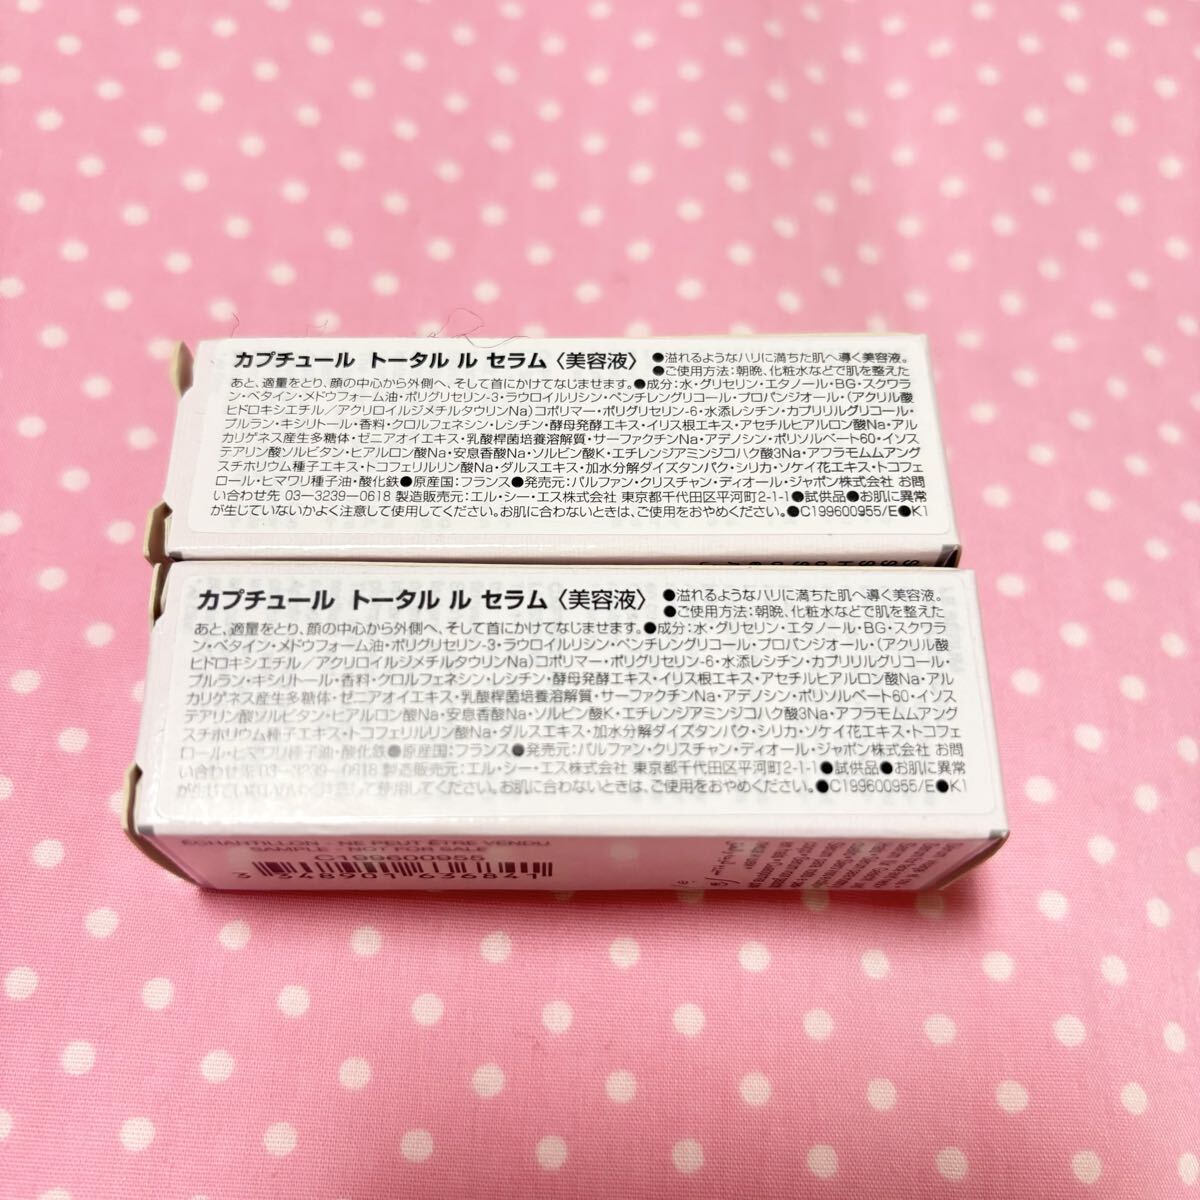 カプチュール トータル ル セラム〈美容液〉
●溢れるようなハリに満ちた肌へ導く美容液。
●ご使用方法：朝晩、化粧水などで肌を整えた
あと、適量をとり、顔の中心から外側へ、そして首にかけてなじませます。●成分：水・グリセリン・エタノール・BG・スクワラ
ン・ベタイン・メドウフォーム油・ポリグリセリン-3・ラウロイルリシン・ペンチレングリコール・プロパンジオール・（アクリル酸
ヒドロキシエチル／アクリロイルジメチルタウリンNa）コポリマー・ポリグリセリン-6・水添レシチン・カプリリルグリコール・
プルラン・キシリトール・香料・クロルフェネシン・レシチン・酵母発酵エキス・イリス根エキス・アセチルヒアルロン酸Na・アル
カリゲネス産生多糖体・ゼニアオイエキス・乳酸桿菌培養溶解質・サーファクチンNa・アデノシン・ポリソルベート60・イソス
テアリン酸ソルビタン・ヒアルロン酸Na・安息香酸Na・ソルビン酸K・エチレンジアミンジコハク酸3Na・アフラモムムアング
スチホリウム種子エキス・トコフェリルリン酸Na・ダルスエキス・加水分解ダイズタンパク・シリカ・ソケイ花エキス・トコフェ
ロール・ヒマワリ種子油・酸化鉄●原産国：フランス●発売元：パルファン・クリスチャン・ディオール・ジャポン株式会社 お問
い合わせ先 03-3239-0618 製造販売元：エル・シー・エス株式会社 東京都千代田区平河町2-1-1●試供品●お肌に異常
が生じていないかよく注意して使用してください。お肌に合わないときは、ご使用をおやめください。●C199600955/E●K1
カプチュール トータル ル セラム〈美容液〉
●溢れるようなハリに満ちた肌へ導く美容液。
●ご使用方法：朝晩、化粧水などで肌を整えた
あと、適量をとり、顔の中心から外側へ、そして首にかけてなじませます。●成分：水・グリセリン・エタノール・BG・スクワラ
ン・ベタイン・メドウフォーム油・ポリグリセリン-3・ラウロイルリシン・ペンチレングリコール・プロパンジオール・（アクリル酸
ヒドロキシエチル／アクリロイルジメチルタウリンNa）コポリマー・ポリグリセリン-6・水添レシチン・カプリリルグリコール・
プルラン・キシリトール・香料・クロルフェネシン・レシチン・酵母発酵エキス・イリス根エキス・アセチルヒアルロン酸Na・アル
カリゲネス産生多糖体・ゼニアオイエキス・乳酸桿菌培養溶解質・サーファクチンNa・アデノシン・ポリソルベート60・イソス
テアリン酸ソルビタン・ヒアルロン酸Na・安息香酸Na・ソルビン酸K・エチレンジアミンジコハク酸3Na・アフラモムムアング
スチホリウム種子エキス・トコフェリルリン酸Na・ダルスエキス・加水分解ダイズタンパク・シリカ・ソケイ花エキス・トコフェ
ロール・ヒマワリ種子油・酸化鉄●原産国：フランス●発売元：パルファン・クリスチャン・ディオール・ジャポン株式会社 お問
い合わせ先 03-3239-0618 製造販売元：エル・シー・エス株式会社 東京都千代田区平河町2-1-1●試供品●お肌に異常
が生じていないかよく注意して使用してください。お肌に合わないときは、ご使用をおやめください。●C199600955/E●K1
ÉCHANTILLON - NE PEUT ÊTRE VENDU
SAMPLE - NOT FOR SALE
C199600955